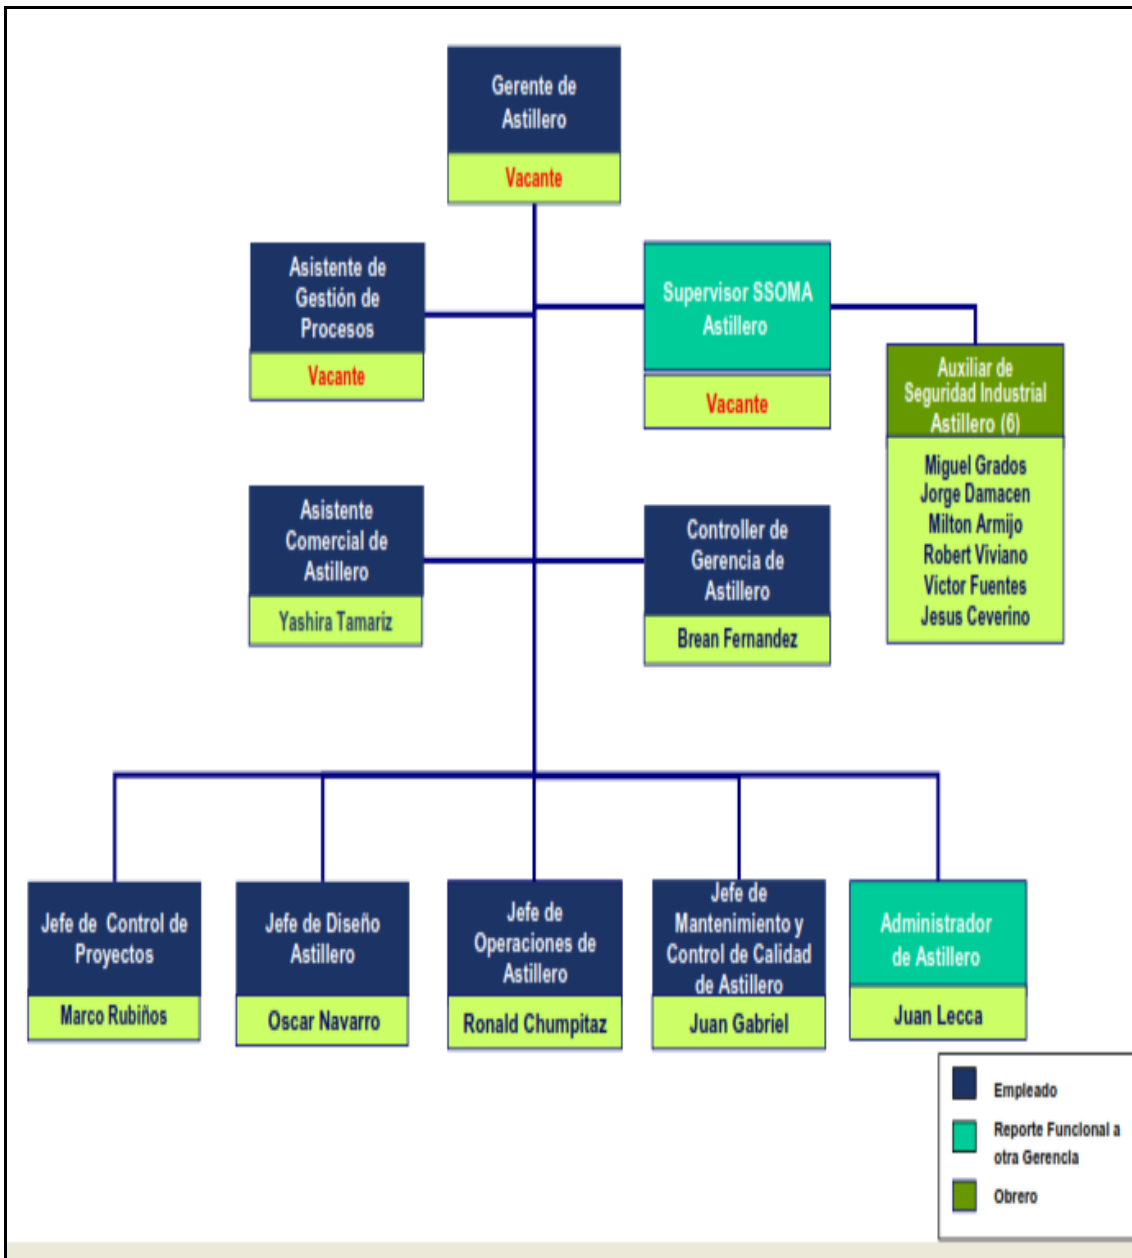 Gerente de
Astillero
Vacante
Asistente de
Gestión de
Procesos
Vacante
Supervisor SSOMA
Astillero
Vacante
Auxiliar de
Seguridad Industrial
Astillero (6)
Miguel Grados
Jorge Damacen
Milton Armijo
Robert Viviano
Victor Fuentes
Jesus Ceverino
Asistente
Comercial de
Astillero
Yashira Tamariz
Controller de
Gerencia de
Astillero
Brean Fernandez
Jefe de Control de
Proyectos
Marco Rubiños
Jefe de Diseño
Astillero
Oscar Navarro
Jefe de
Operaciones de
Astillero
Ronald Chumpitaz
Jefe de
Mantenimiento y
Control de Calidad
de Astillero
Juan Gabriel
Administrador
de Astillero
Juan Lecca
Empleado
Reporte Funcional a
otra Gerencia
Obrero